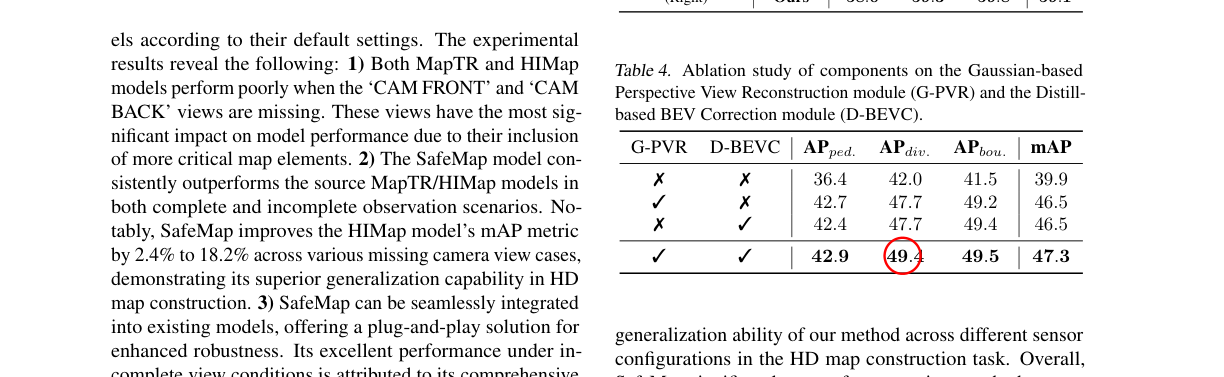 els according to their default settings. The experimental
results reveal the following: 1) Both MapTR and HIMap
models perform poorly when the ‘CAM FRONT’ and ‘CAM
BACK’ views are missing. These views have the most sig-
nificant impact on model performance due to their inclusion
of more critical map elements. 2) The SafeMap model con-
sistently outperforms the source MapTR/HIMap models in
both complete and incomplete observation scenarios. No-
tably, SafeMap improves the HIMap model’s mAP metric
by 2.4% to 18.2% across various missing camera view cases,
demonstrating its superior generalization capability in HD
map construction. 3) SafeMap can be seamlessly integrated
into existing models, offering a plug-and-play solution for
enhanced robustness. Its excellent performance under in-
complete view conditions is attributed to its comprehensive
Table 4. Ablation study of components on the Gaussian-based
Perspective View Reconstruction module (G-PVR) and the Distill-
based BEV Correction module (D-BEVC).
G-PVR D-BEVC AP_ped. AP_div. AP_bou. mAP
✗ ✗ 36.4 42.0 41.5 39.9
✓ ✗ 42.7 47.7 49.2 46.5
✗ ✓ 42.4 47.7 49.4 46.5
✓ ✓ 42.9 49.4 49.5 47.3
generalization ability of our method across different sensor
configurations in the HD map construction task. Overall,